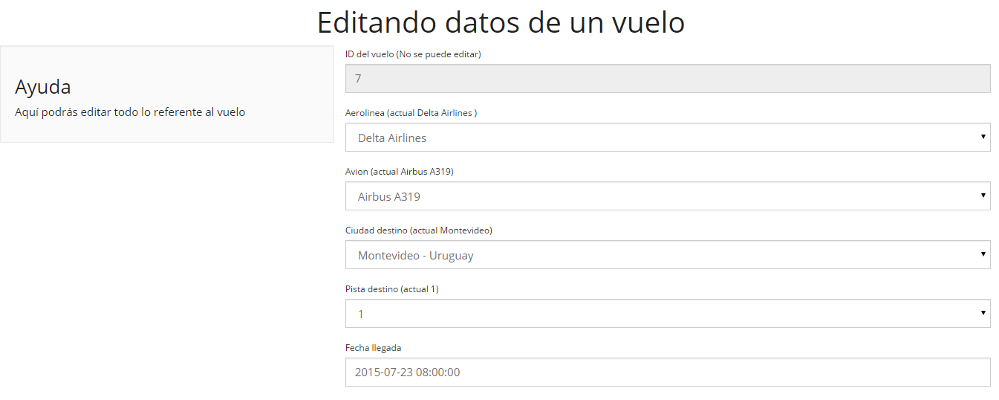 Editando datos de un vuelo
Ayuda
Aquí podrás editar todo lo referente al vuelo
ID del vuelo (No se puede editar)
7
Aerolinea (actual Delta Airlines )
Delta Airlines
Avion (actual Airbus A319)
Airbus A319
Ciudad destino (actual Montevideo)
Montevideo - Uruguay
Pista destino (actual 1)
1
Fecha llegada
2015-07-23 08:00:00